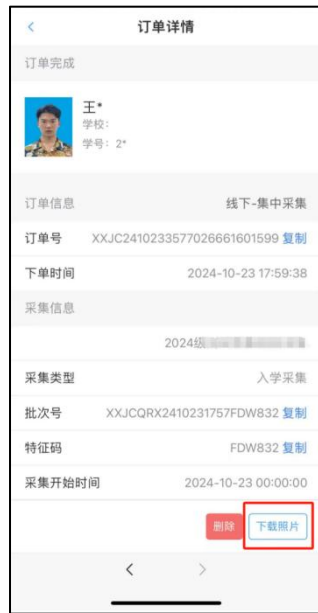 订单详情
订单完成
王*
学校：
学号：2*
订单信息 线下-集中采集
订单号 XXJC2410233577026661601599 复制
下单时间 2024-10-23 17:59:38
采集信息
2024级
采集类型 入学采集
批次号 XXJCQRX2410231757FDW832 复制
特征码 FDW832 复制
采集开始时间 2024-10-23 00:00:00
删除 下载照片